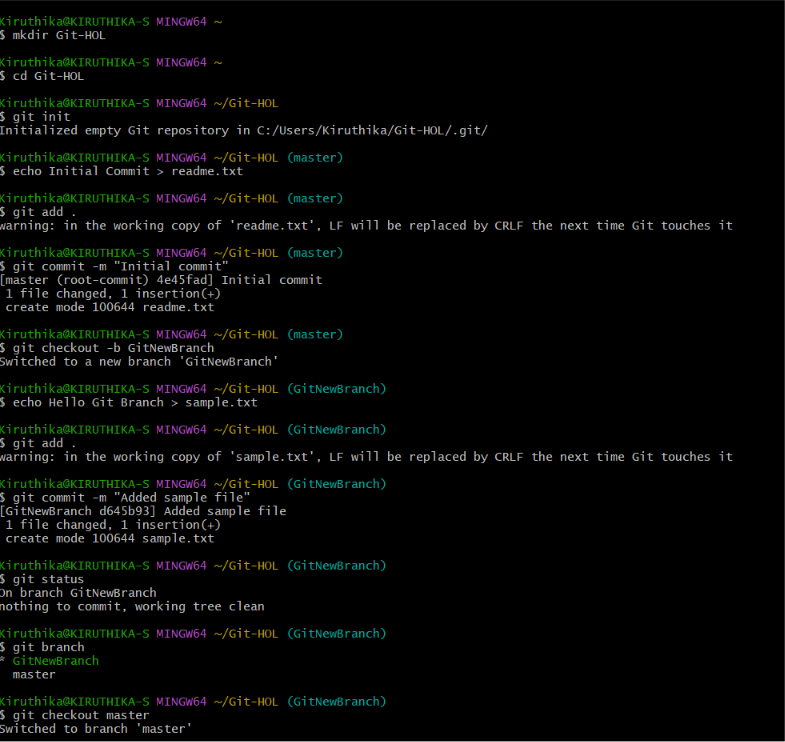 Kiruthika@KIRUTHIKA-S MINGW64 ~
$ mkdir Git-HOL
Kiruthika@KIRUTHIKA-S MINGW64 ~
$ cd Git-HOL
Kiruthika@KIRUTHIKA-S MINGW64 ~/Git-HOL
$ git init
Initialized empty Git repository in C:/Users/Kiruthika/Git-HOL/.git/
Kiruthika@KIRUTHIKA-S MINGW64 ~/Git-HOL (master)
$ echo Initial Commit > readme.txt
Kiruthika@KIRUTHIKA-S MINGW64 ~/Git-HOL (master)
$ git add .
warning: in the working copy of 'readme.txt', LF will be replaced by CRLF the next time Git touches it
Kiruthika@KIRUTHIKA-S MINGW64 ~/Git-HOL (master)
$ git commit -m "Initial commit"
[master (root-commit) 4e45fad] Initial commit
 1 file changed, 1 insertion(+)
 create mode 100644 readme.txt
Kiruthika@KIRUTHIKA-S MINGW64 ~/Git-HOL (master)
$ git checkout -b GitNewBranch
Switched to a new branch 'GitNewBranch'
Kiruthika@KIRUTHIKA-S MINGW64 ~/Git-HOL (GitNewBranch)
$ echo Hello Git Branch > sample.txt
Kiruthika@KIRUTHIKA-S MINGW64 ~/Git-HOL (GitNewBranch)
$ git add .
warning: in the working copy of 'sample.txt', LF will be replaced by CRLF the next time Git touches it
Kiruthika@KIRUTHIKA-S MINGW64 ~/Git-HOL (GitNewBranch)
$ git commit -m "Added sample file"
[GitNewBranch d645b93] Added sample file
 1 file changed, 1 insertion(+)
 create mode 100644 sample.txt
Kiruthika@KIRUTHIKA-S MINGW64 ~/Git-HOL (GitNewBranch)
$ git status
On branch GitNewBranch
nothing to commit, working tree clean
Kiruthika@KIRUTHIKA-S MINGW64 ~/Git-HOL (GitNewBranch)
$ git branch
* GitNewBranch
  master
Kiruthika@KIRUTHIKA-S MINGW64 ~/Git-HOL (GitNewBranch)
$ git checkout master
Switched to branch 'master'